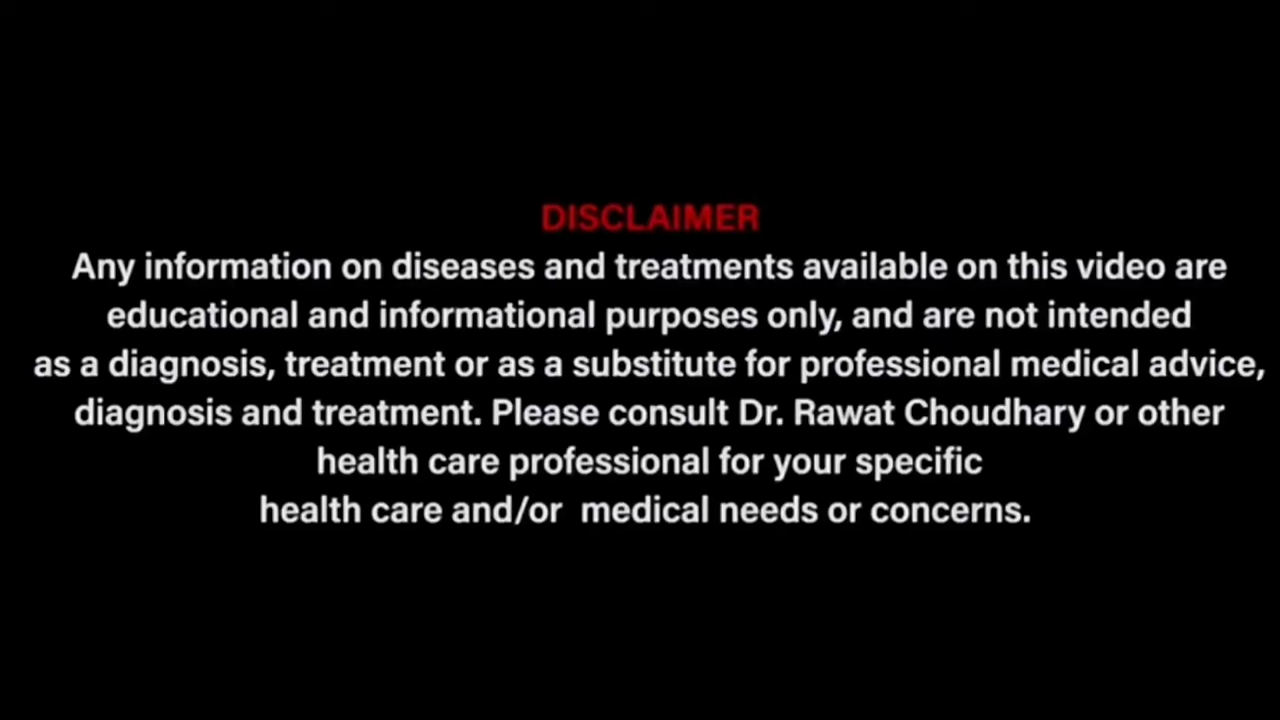 DISCLAIMER
Any information on diseases and treatments available on this video are
educational and informational purposes only, and are not intended
as a diagnosis, treatment or as a substitute for professional medical advice,
diagnosis and treatment. Please consult Dr. Rawat Choudhary or other
health care professional for your specific
health care and/or  medical needs or concerns.